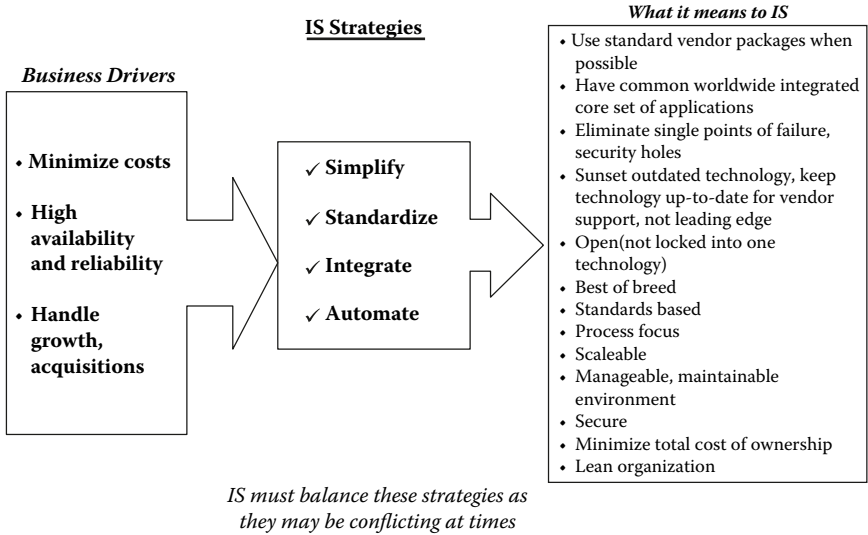 IS Strategies
Business Drivers
• Minimize costs
• High
availability
and reliability
• Handle
growth,
acquisitions
✓ Simplify
✓ Standardize
✓ Integrate
✓ Automate
What it means to IS
• Use standard vendor packages when
possible
• Have common worldwide integrated
core set of applications
• Eliminate single points of failure,
security holes
• Sunset outdated technology, keep
technology up-to-date for vendor
support, not leading edge
• Open(not locked into one
technology)
• Best of breed
• Standards based
• Process focus
• Scaleable
• Manageable, maintainable
environment
• Secure
• Minimize total cost of ownership
• Lean organization
IS must balance these strategies as
they may be conflicting at times